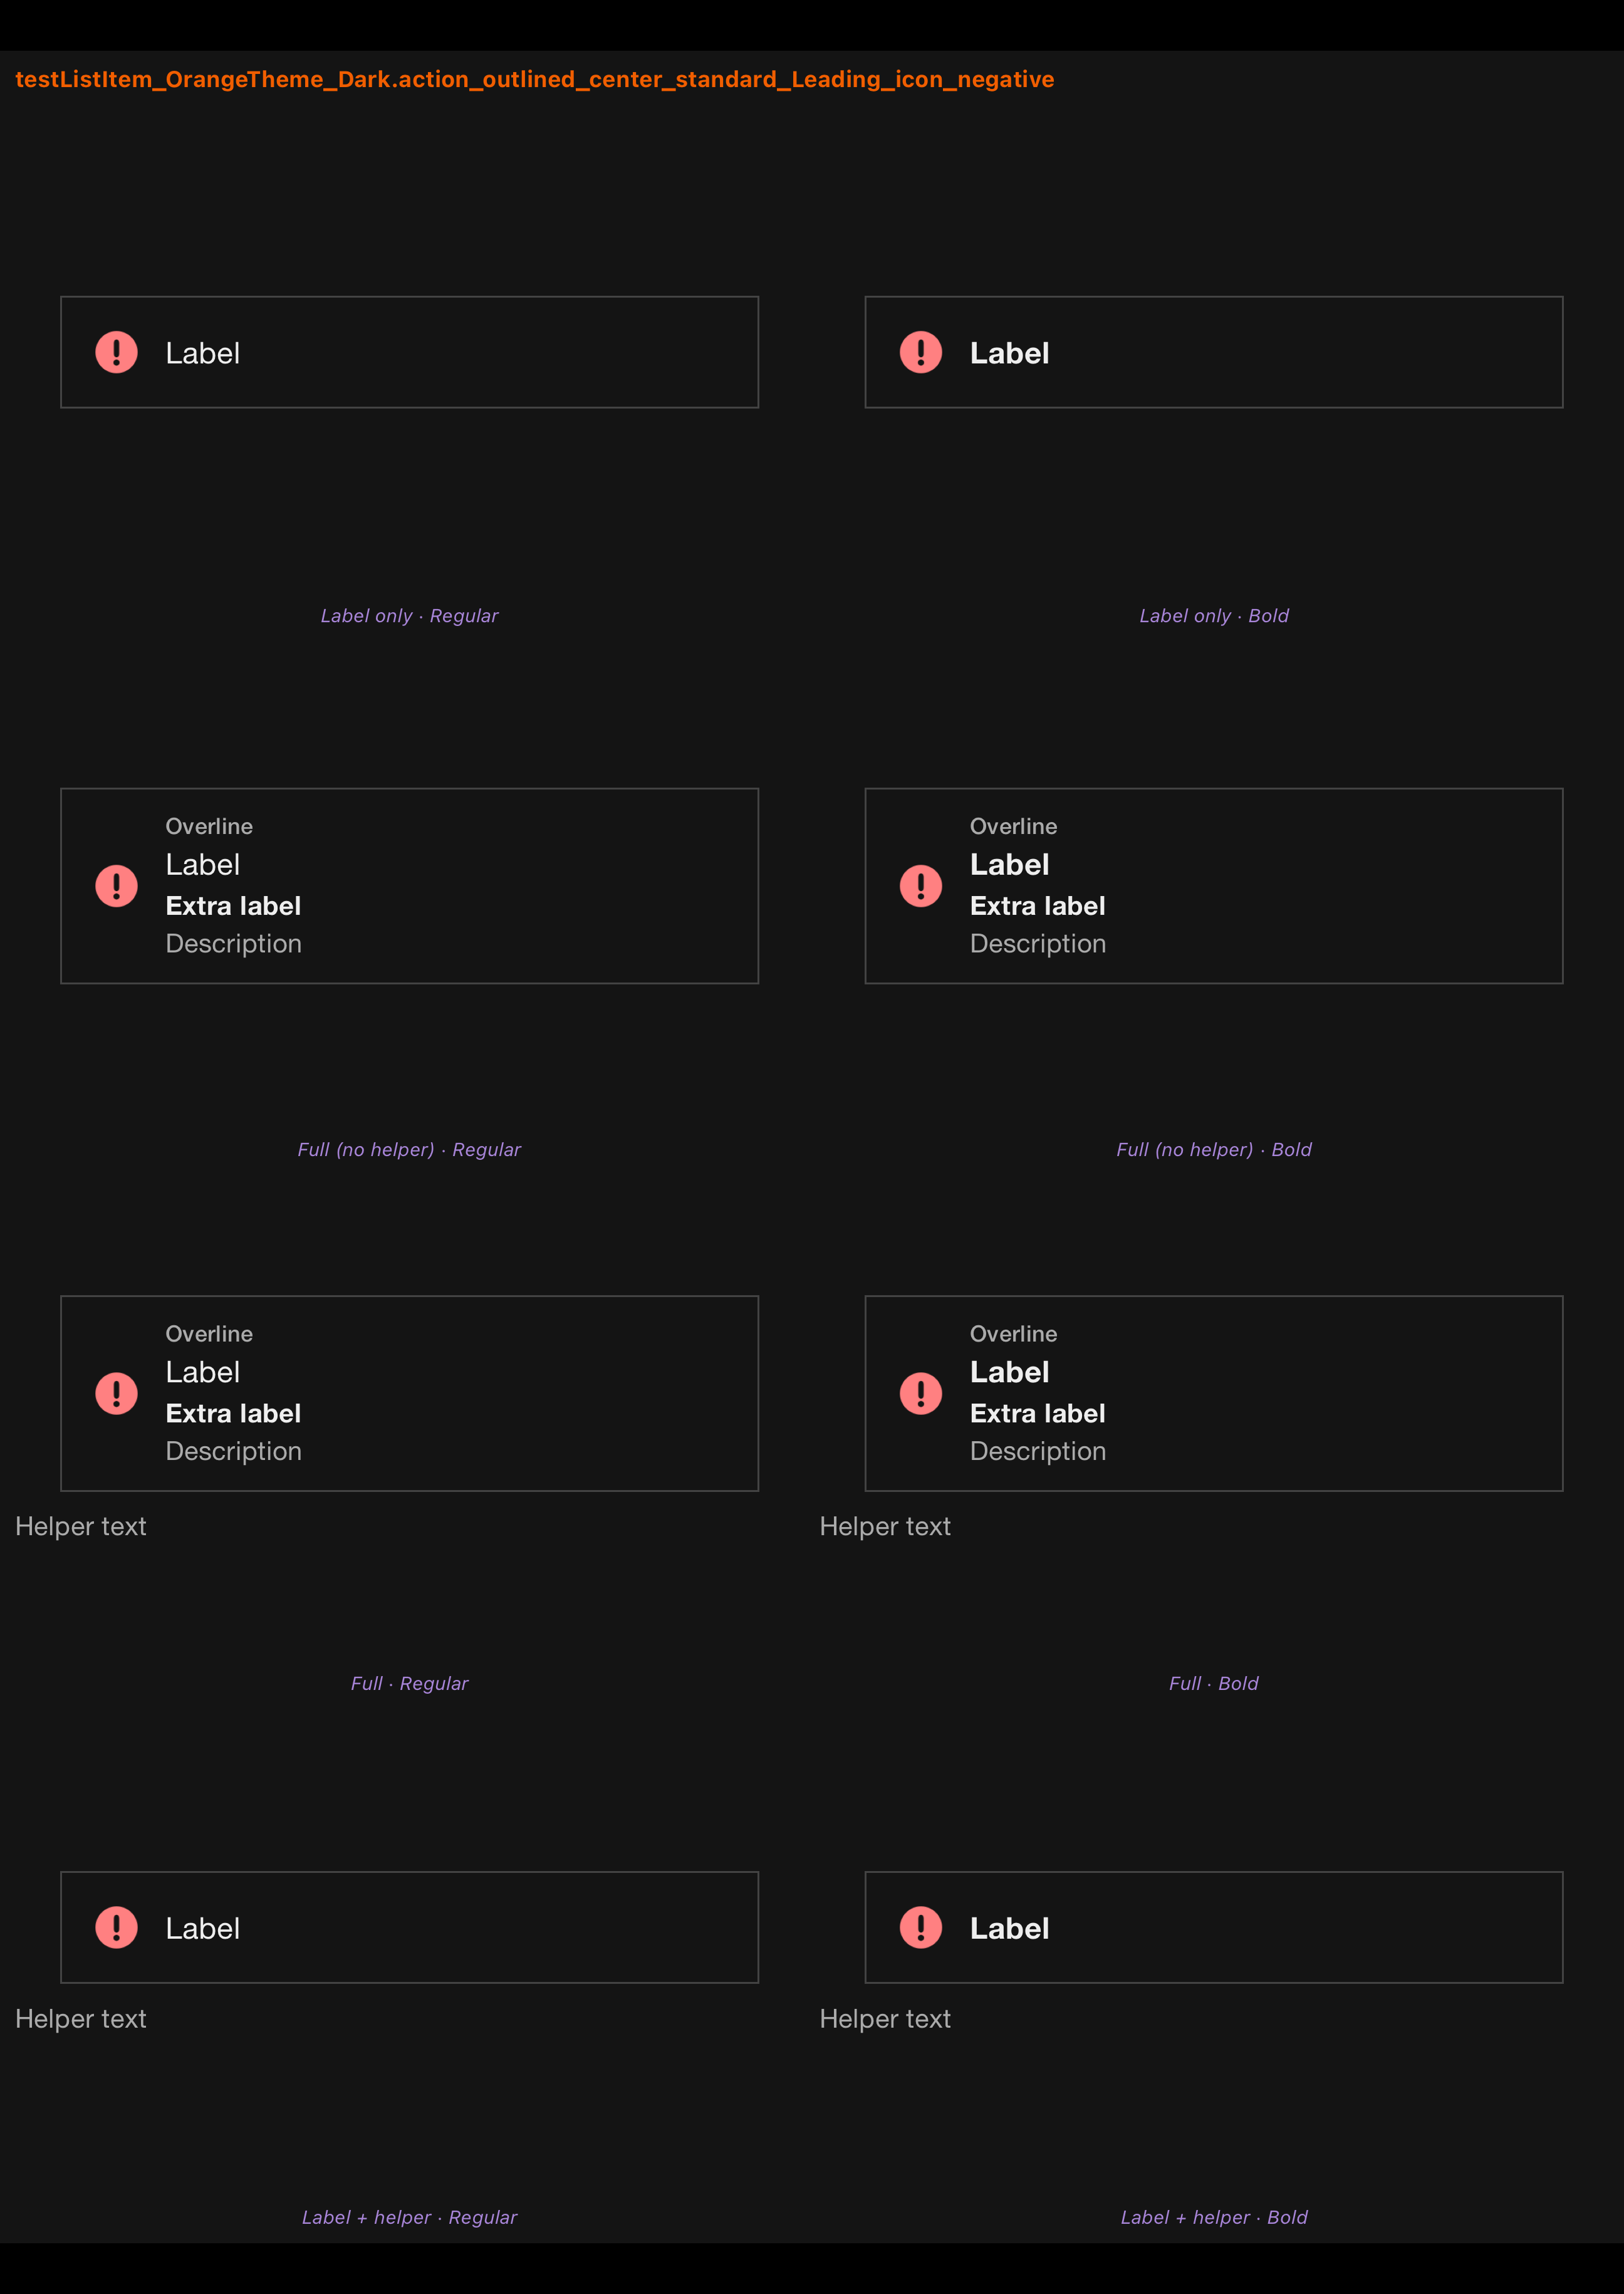 testListItem_OrangeTheme_Dark.action_outlined_center_standard_Leading_icon_negative
Label
Label
Label only · Regular
Label only · Bold
Overline
Label
Extra label
Description
Overline
Label
Extra label
Description
Full (no helper) · Regular
Full (no helper) · Bold
Overline
Label
Extra label
Description
Helper text
Overline
Label
Extra label
Description
Helper text
Full · Regular
Full · Bold
Label
Helper text
Label
Helper text
Label + helper · Regular
Label + helper · Bold